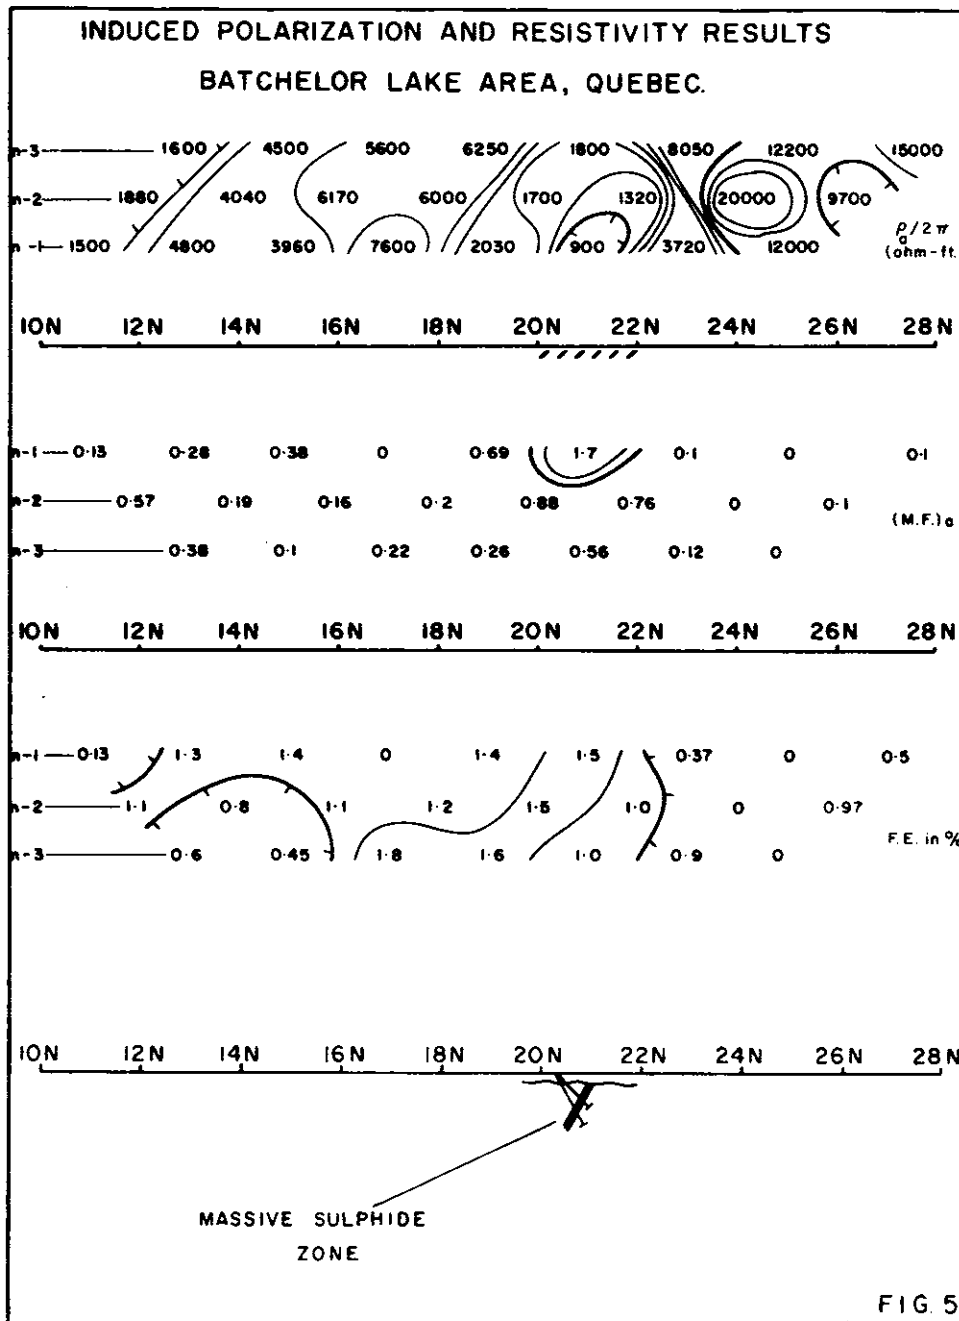 INDUCED POLARIZATION AND RESISTIVITY RESULTS
BATCHELOR LAKE AREA, QUEBEC.
n-3 1600 4500 5600 6250 1800 8050 12200 15000
n-2 1880 4040 6170 6000 1700 1320 20000 9700
n-1 1500 4800 3960 7600 2030 900 3720 12000
ρa/2π
(ohm-ft.
10N 12N 14N 16N 18N 20N 22N 24N 26N 28N
n-1 0.13 0.28 0.38 0 0.69 1.7 0.1 0 0.1
n-2 0.57 0.19 0.16 0.2 0.88 0.76 0 0.1
(M.F.)a
n-3 0.38 0.1 0.22 0.26 0.56 0.12 0
10N 12N 14N 16N 18N 20N 22N 24N 26N 28N
n-1 0.13 1.3 1.4 0 1.4 1.5 0.37 0 0.5
n-2 1.1 0.8 1.1 1.2 1.5 1.0 0 0.97
n-3 0.6 0.45 1.8 1.6 1.0 0.9 0
F.E. in %
10N 12N 14N 16N 18N 20N 22N 24N 26N 28N
MASSIVE SULPHIDE
ZONE
FIG. 5